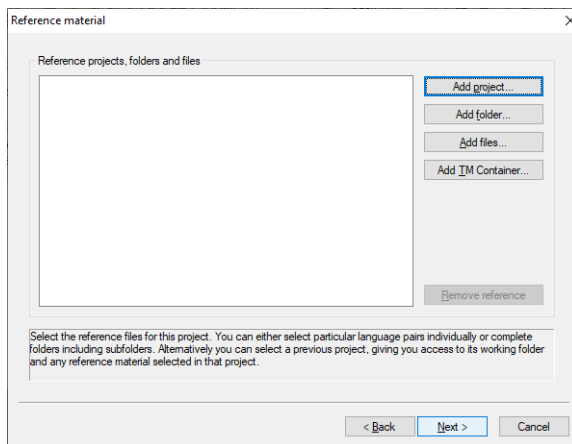 Reference material
Reference projects, folders and files
Add project...
Add folder...
Add files...
Add TM Container...
Remove reference
Select the reference files for this project. You can either select particular language pairs individually or complete
folders including subfolders. Alternatively you can select a previous project, giving you access to its working folder
and any reference material selected in that project.
< Back
Next >
Cancel